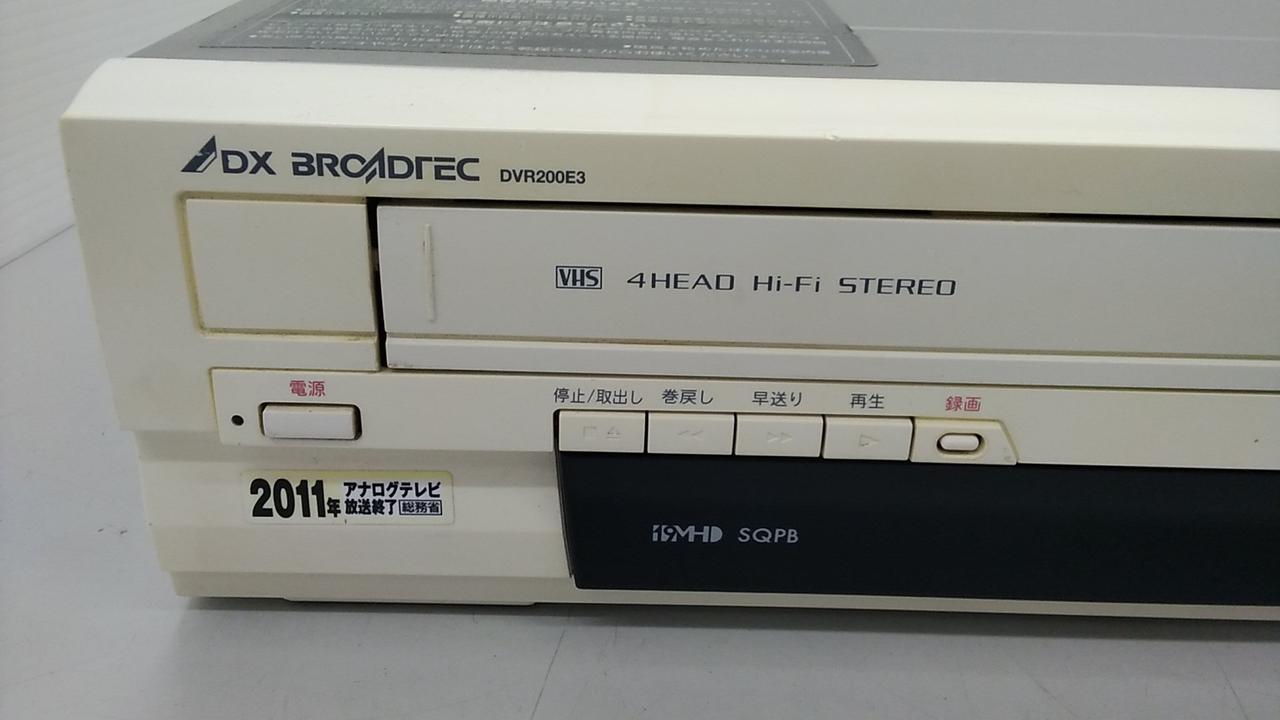 DX BROADTEC DVR200E3
VHS 4HEAD Hi-Fi STEREO
電源
停止/取出し 巻戻し 早送り 再生 録画
2011年 アナログテレビ
放送終了 総務省
19MHD SQPB